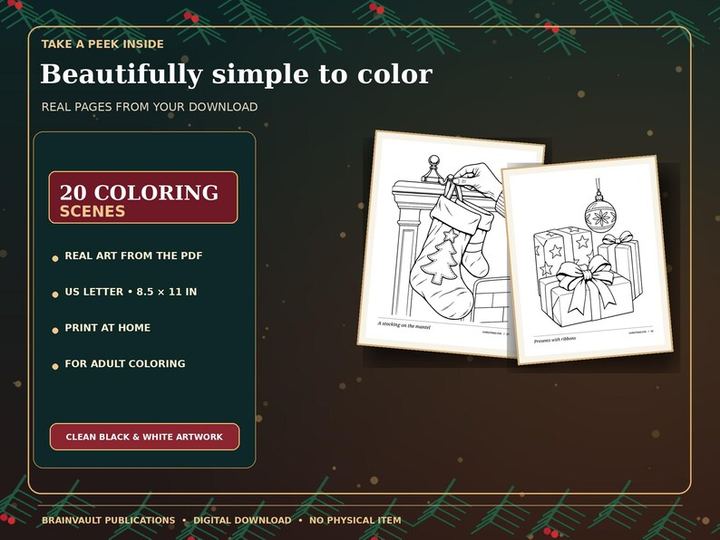 TAKE A PEEK INSIDE
Beautifully simple to color
REAL PAGES FROM YOUR DOWNLOAD
20 COLORING
SCENES
● REAL ART FROM THE PDF
● US LETTER • 8.5 × 11 IN
● PRINT AT HOME
● FOR ADULT COLORING
CLEAN BLACK & WHITE ARTWORK
A stocking on the mantel
Presents with ribbons
BRAINVAULT PUBLICATIONS • DIGITAL DOWNLOAD • NO PHYSICAL ITEM